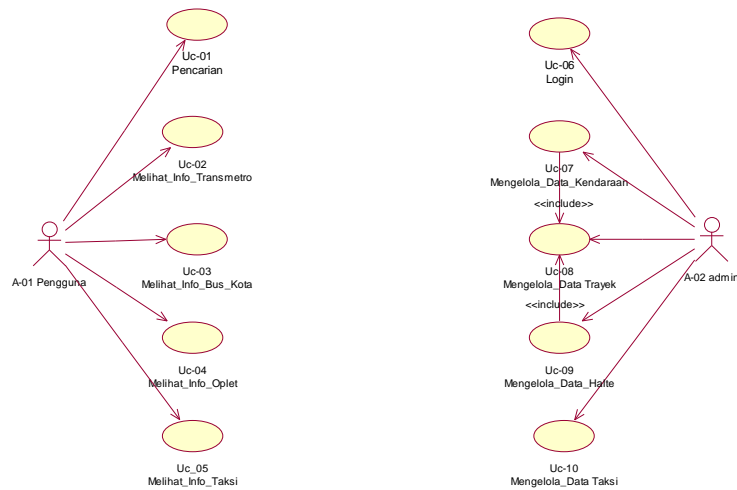 Uc-01
Pencarian
Uc-02
Melihat_Info_Transmetro
A-01 Pengguna
Uc-03
Melihat_Info_Bus_Kota
Uc-04
Melihat_Info_Oplet
Uc_05
Melihat_Info_Taksi
Uc-06
Login
Uc-07
Mengelola_Data_Kendaraan
<<include>>
Uc-08
Mengelola_Data Trayek
<<include>>
A-02 admin
Uc-09
Mengelola_Data_Halte
Uc-10
Mengelola_Data Taksi